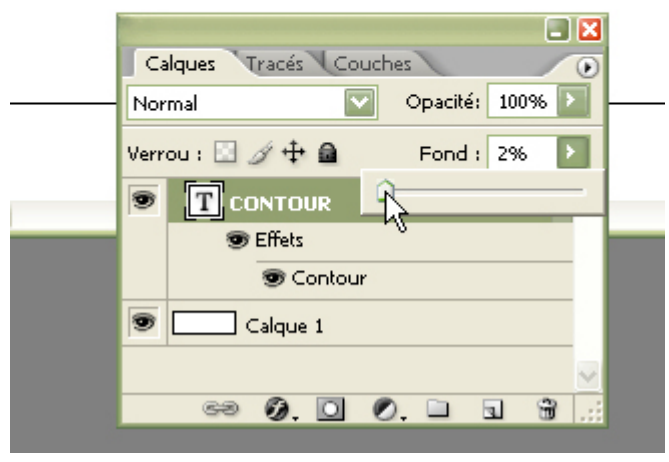 Calques Tracés Couches
Normal Opacité: 100%
Verrou : Fond : 2%
T CONTOUR
Effets
Contour
Calque 1